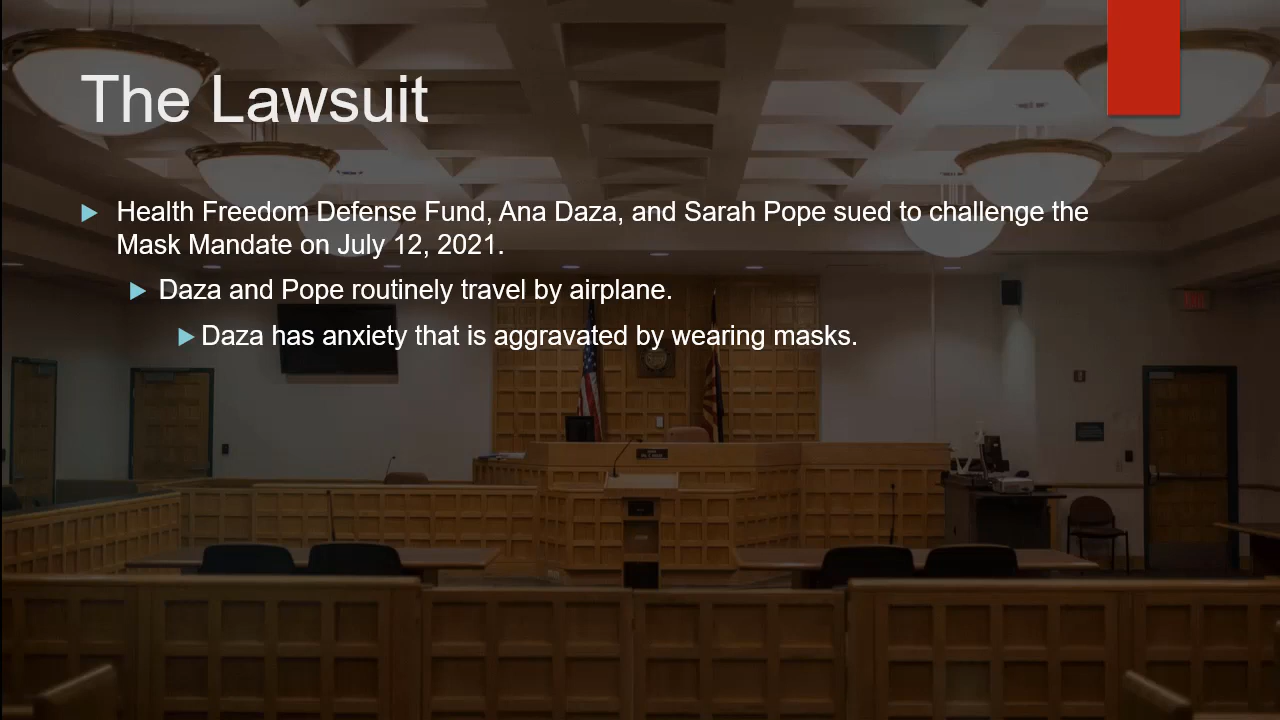 The Lawsuit
Health Freedom Defense Fund, Ana Daza, and Sarah Pope sued to challenge the
Mask Mandate on July 12, 2021.
Daza and Pope routinely travel by airplane.
Daza has anxiety that is aggravated by wearing masks.